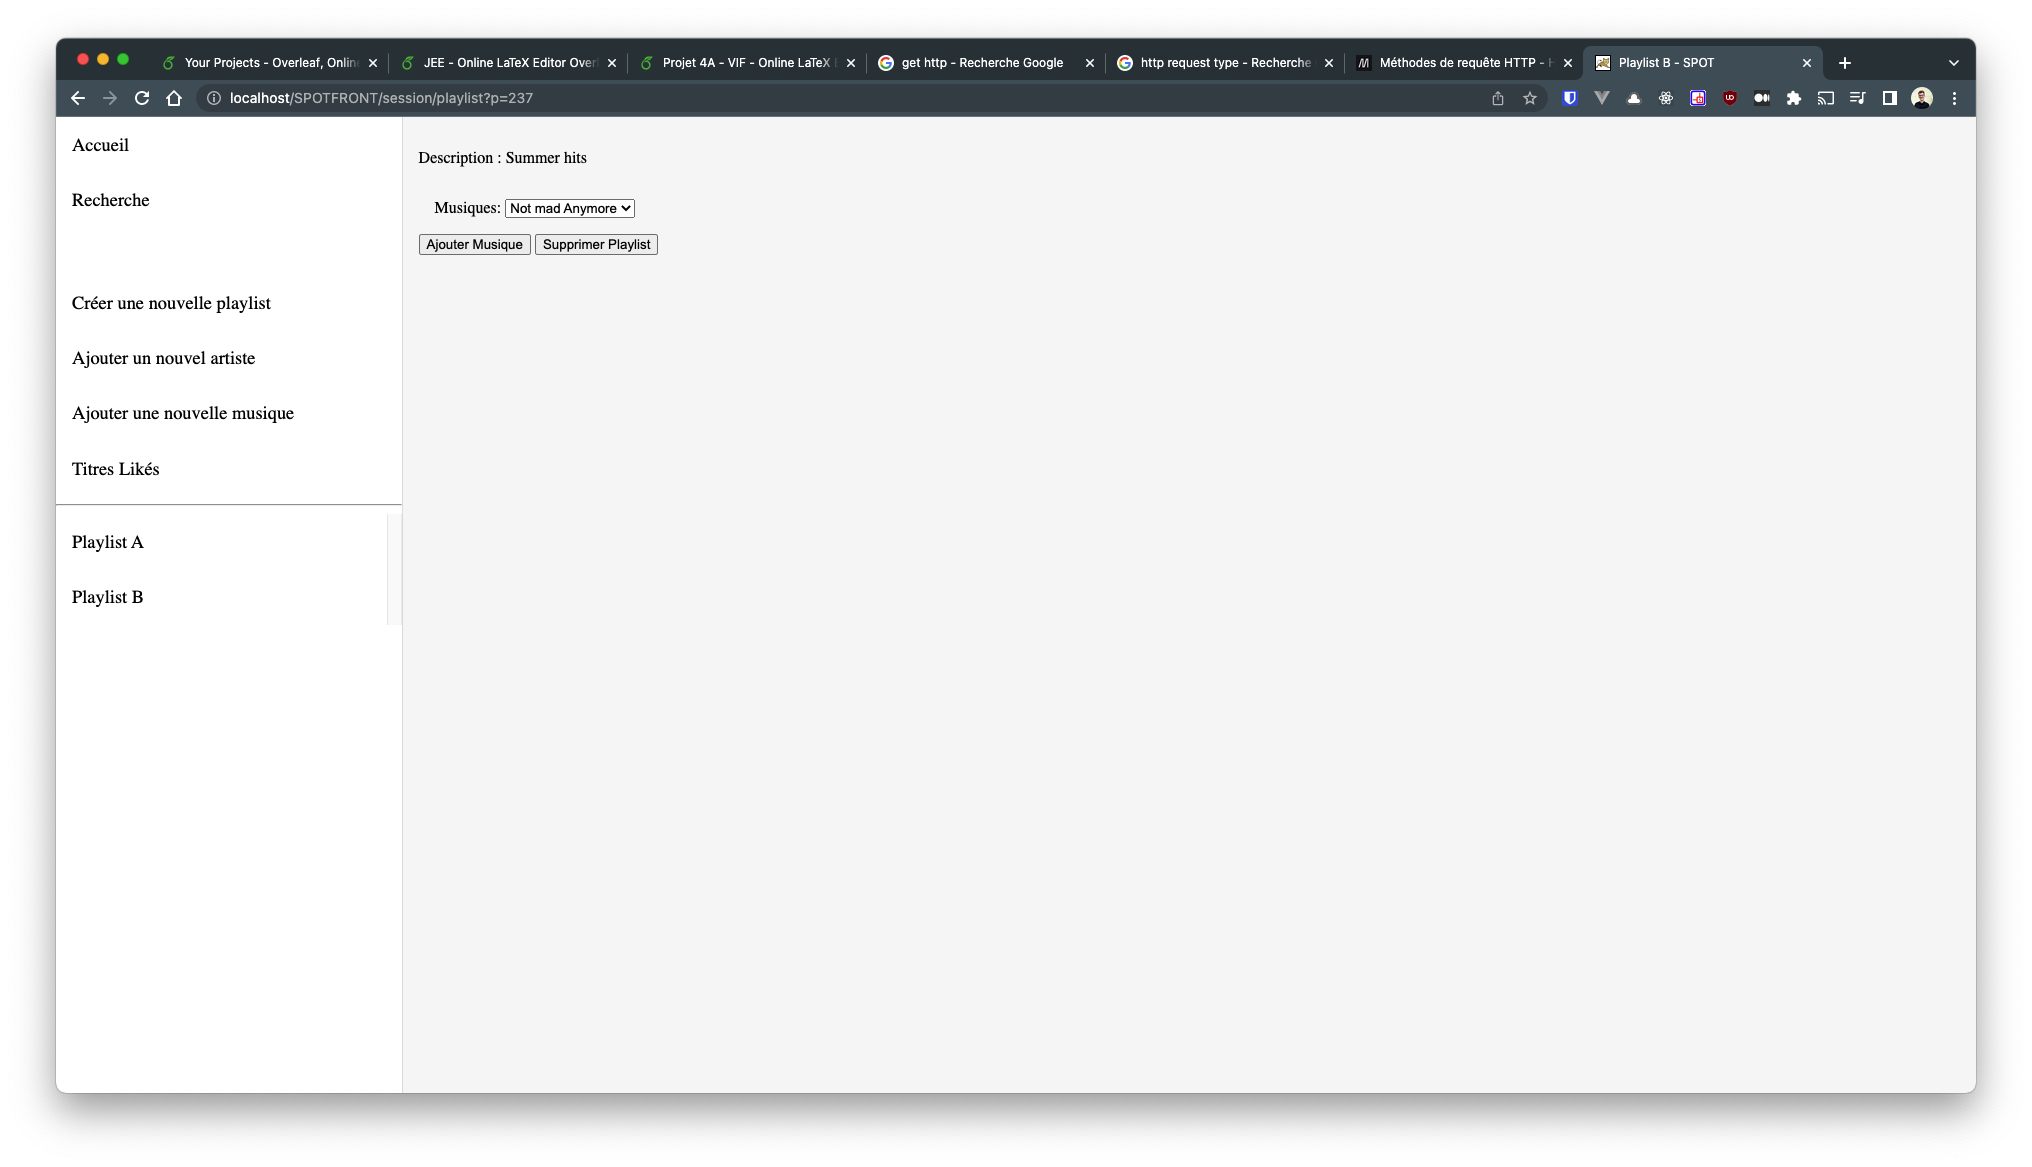 Your Projects - Overleaf, Onlin
JEE - Online LaTeX Editor Over
Projet 4A - VIF - Online LaTeX
get http - Recherche Google
http request type - Recherche
Méthodes de requête HTTP - H
Playlist B - SPOT
localhost/SPOTFRONT/session/playlist?p=237
Accueil
Recherche
Créer une nouvelle playlist
Ajouter un nouvel artiste
Ajouter une nouvelle musique
Titres Likés
Playlist A
Playlist B
Description : Summer hits
Musiques: Not mad Anymore
Ajouter Musique Supprimer Playlist